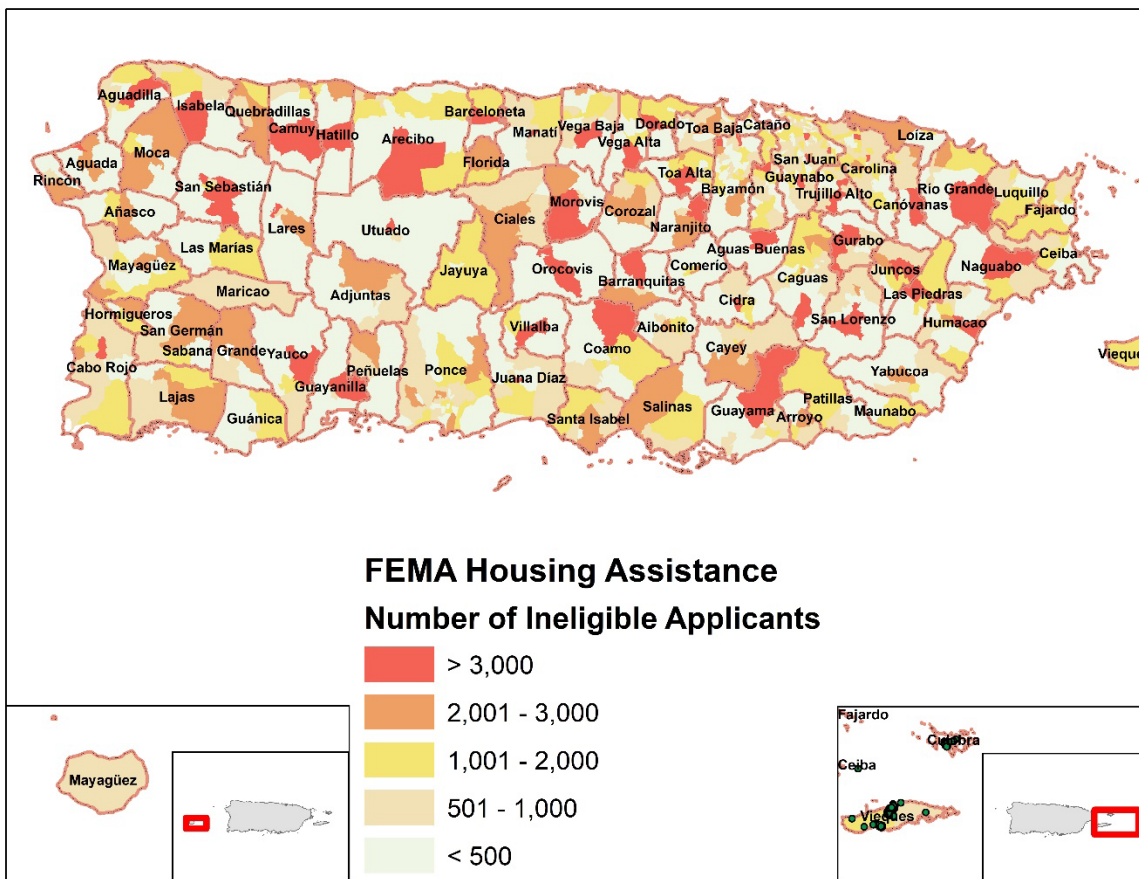 Aguadilla
Isabela
Quebradillas
Camuy
Hatillo
Arecibo
Barceloneta
Manatí
Vega Baja
Vega Alta
Dorado
Toa Baja
Cataño
Loíza
Aguada
Rincón
Moca
San Sebastián
Florida
Toa Alta
Bayamón
San Juan
Guaynabo
Trujillo Alto
Carolina
Canóvanas
Río Grande
Luquillo
Fajardo
Añasco
Lares
Utuado
Ciales
Morovis
Corozal
Naranjito
Las Marías
Mayagüez
Maricao
Adjuntas
Jayuya
Orocovis
Barranquitas
Comerío
Aguas Buenas
Caguas
Gurabo
Juncos
Las Piedras
Naguabo
Ceiba
Hormigueros
San Germán
Sabana Grande
Yauco
Cabo Rojo
Lajas
Guánica
Guayanilla
Peñuelas
Ponce
Villalba
Juana Díaz
Coamo
Aibonito
Cidra
Cayey
San Lorenzo
Humacao
Yabucoa
Santa Isabel
Salinas
Guayama
Arroyo
Patillas
Maunabo
Vieque
FEMA Housing Assistance
Number of Ineligible Applicants
> 3,000
2,001 - 3,000
1,001 - 2,000
501 - 1,000
< 500
Mayagüez
Fajardo
Ceiba
Vieques